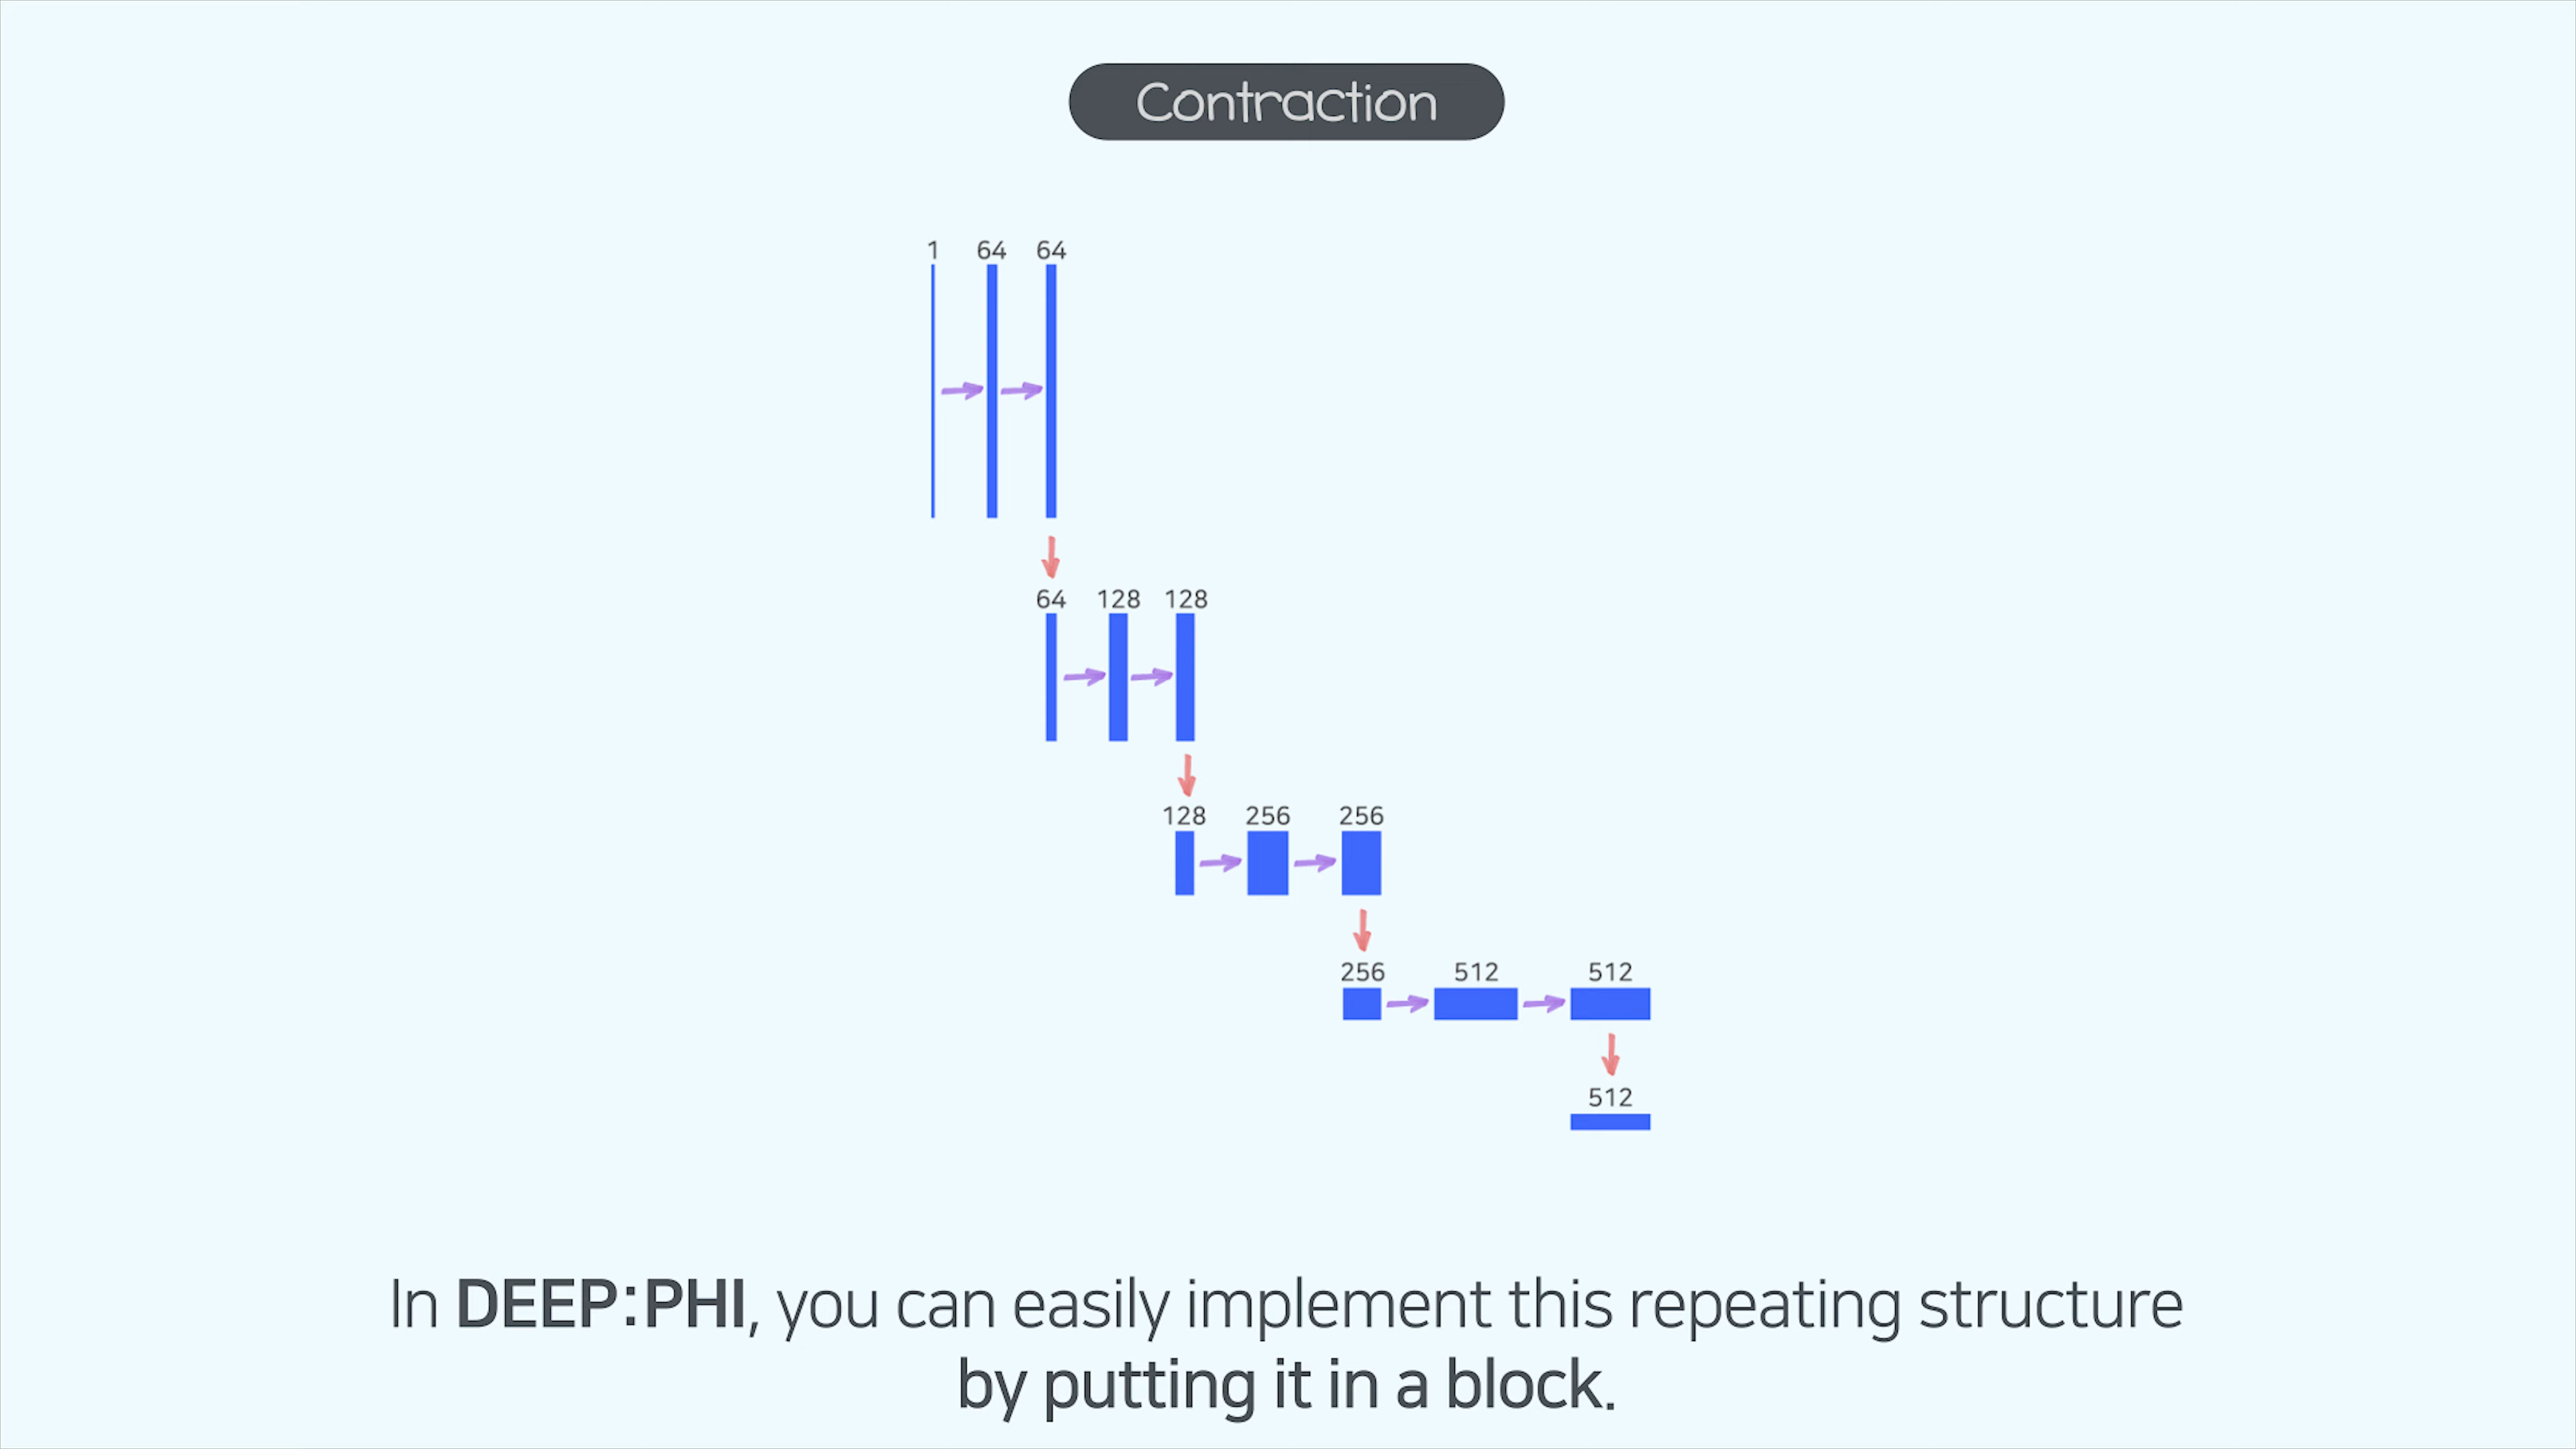 Contraction
1 64 64
64 128 128
128 256 256
256 512 512
512
In DEEP:PHI, you can easily implement this repeating structure
by putting it in a block.